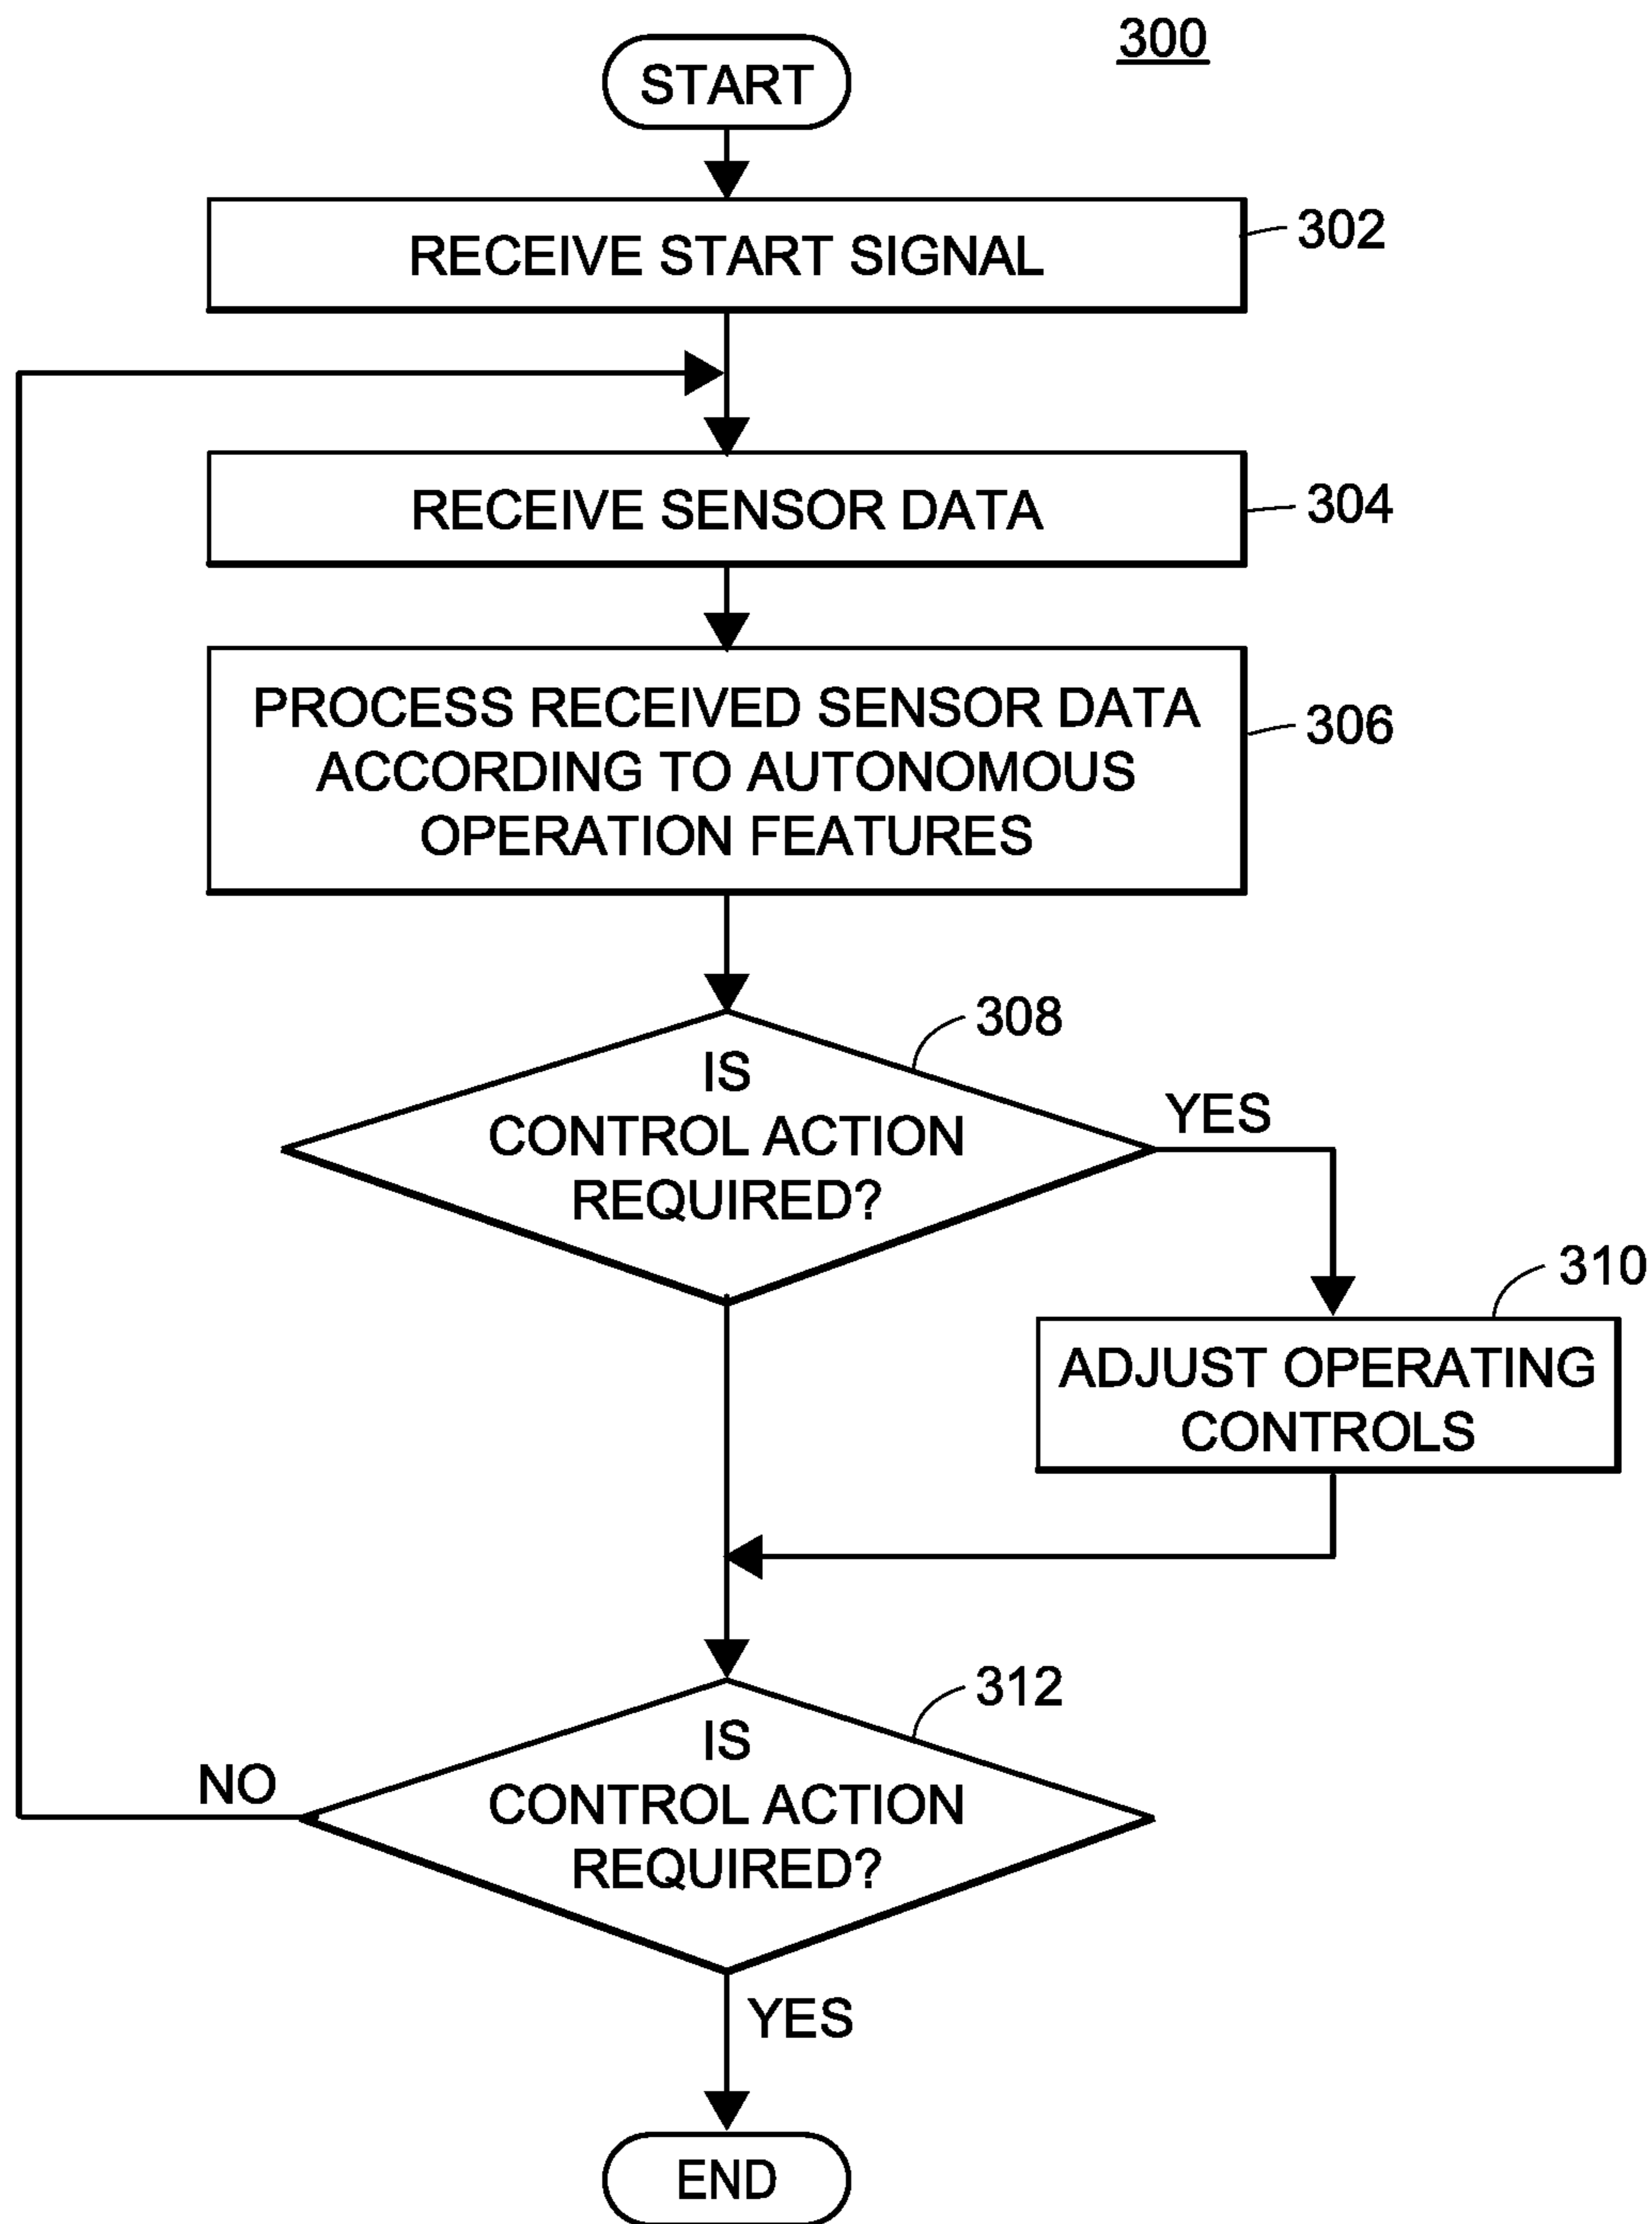 300
START
RECEIVE START SIGNAL
302
RECEIVE SENSOR DATA
304
PROCESS RECEIVED SENSOR DATA
ACCORDING TO AUTONOMOUS
OPERATION FEATURES
306
308
IS
CONTROL ACTION
REQUIRED?
YES
310
ADJUST OPERATING
CONTROLS
312
IS
CONTROL ACTION
REQUIRED?
NO
YES
END